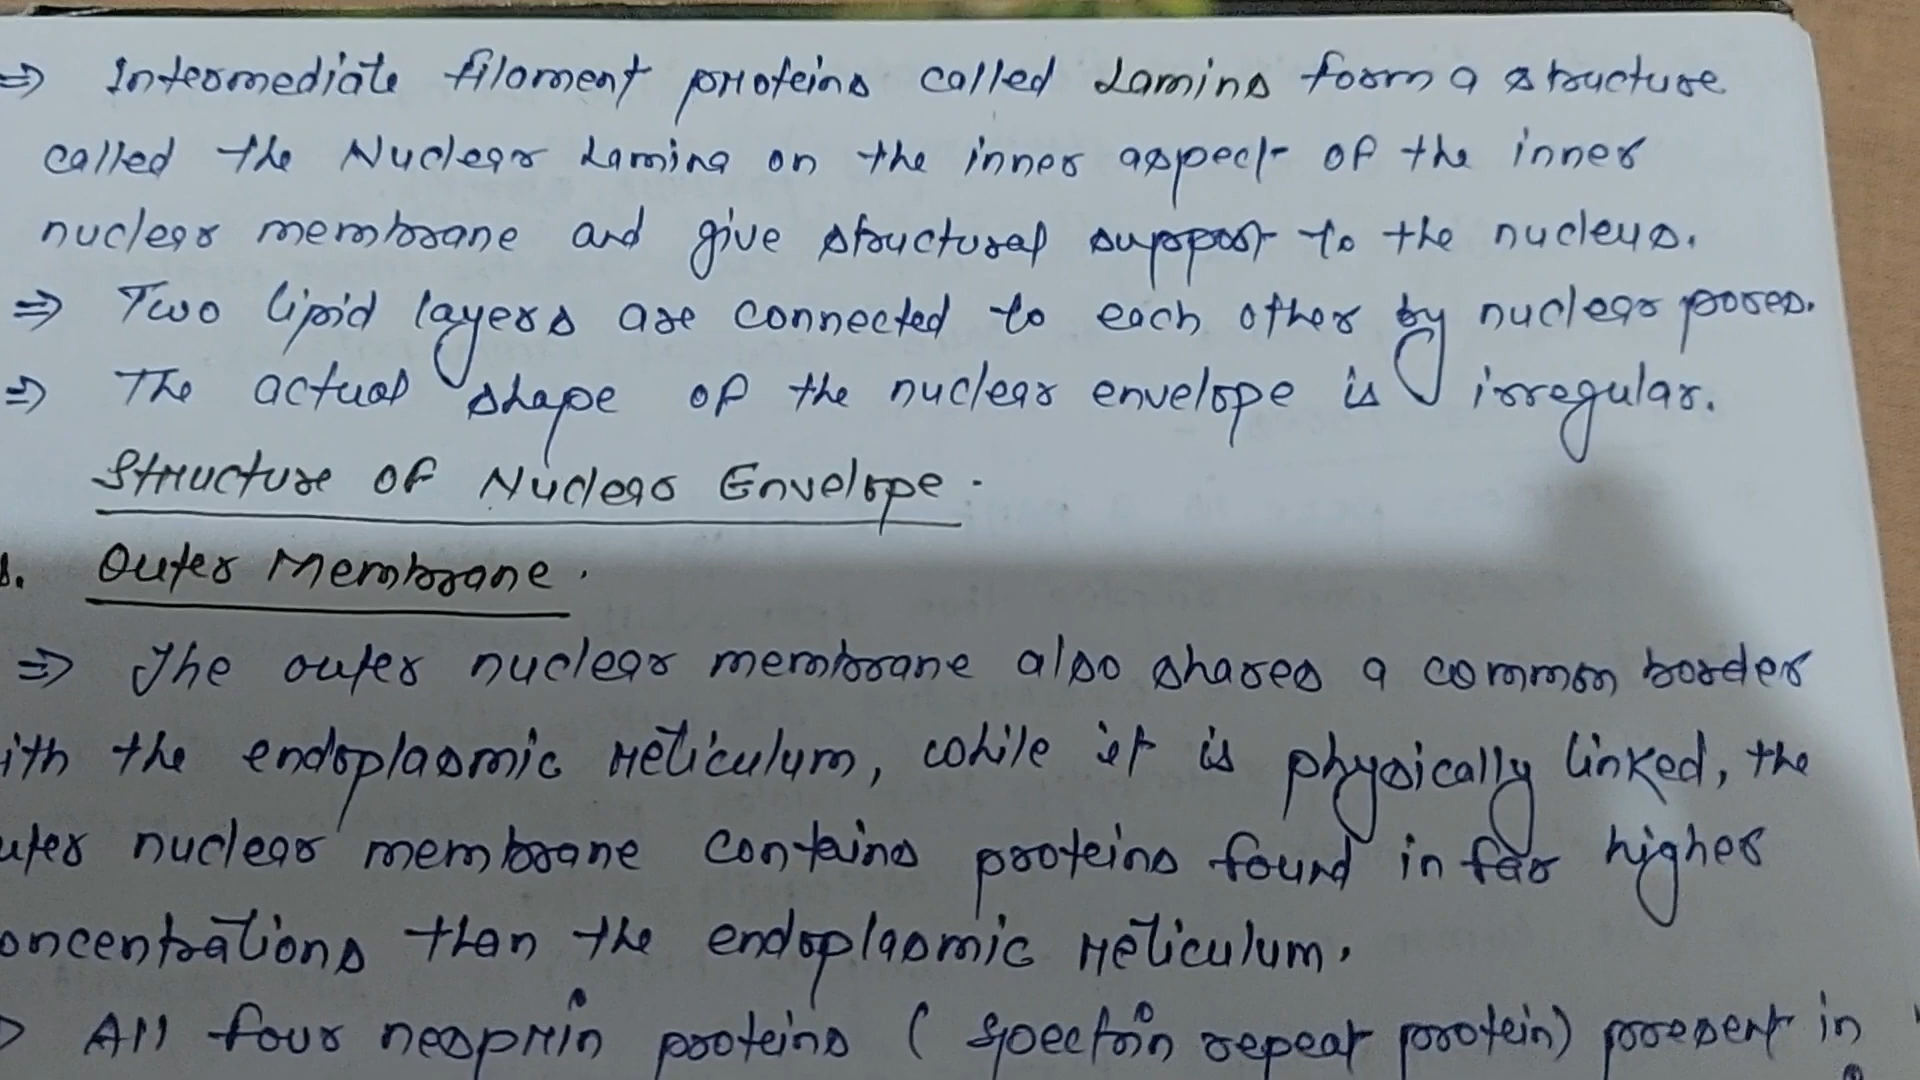 ⇒ Intermediate filament proteins called Lamins form a structure
called the Nuclear Lamina on the inner aspect of the inner
nuclear membrane and give structural support to the nucleus.
⇒ Two lipid layers are connected to each other by nuclear pores.
⇒ The actual shape of the nuclear envelope is irregular.
Structure of Nuclear Envelope.
Outer Membrane.
⇒ The outer nuclear membrane also shares a common border
ith the endoplasmic reticulum, while it is physically linked, the
uter nuclear membrane contains proteins found in far higher
oncentrations than the endoplasmic reticulum.
All four nesprin proteins ( spectrin repeat protein) present in